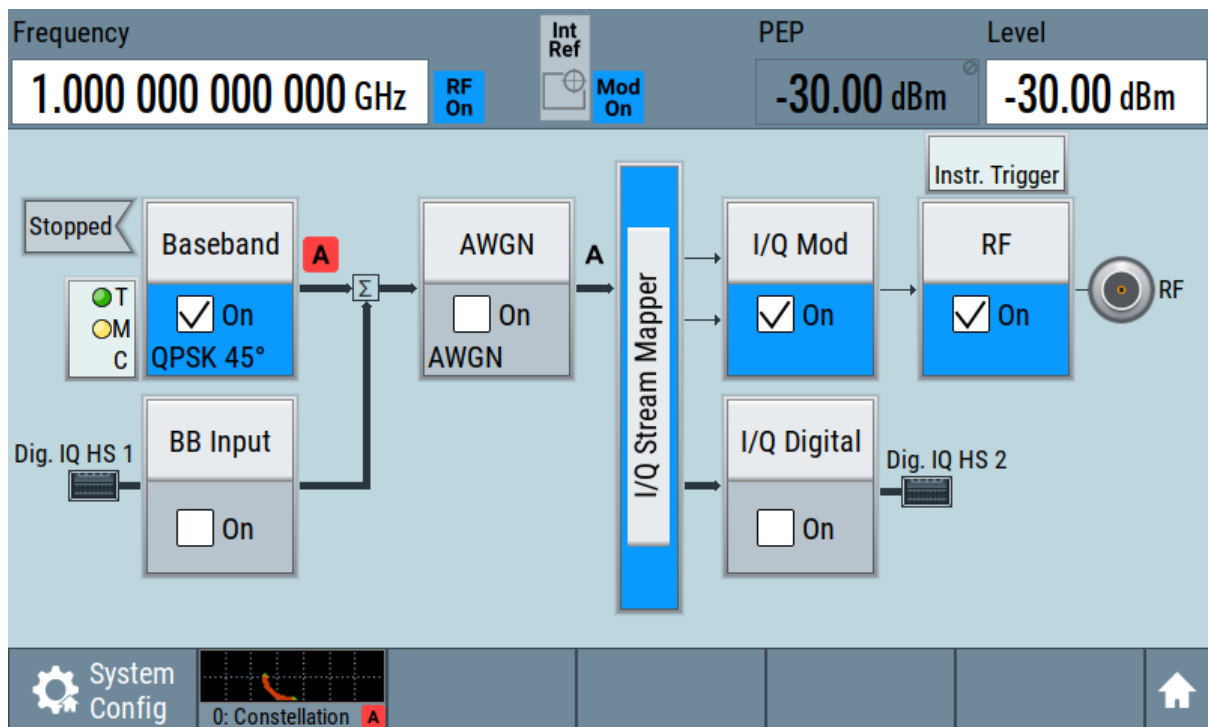 Frequency
Int
Ref
PEP
Level
1.000 000 000 000 GHz
RF
On
Mod
On
-30.00 dBm
-30.00 dBm
Instr. Trigger
Stopped
Baseband
A
AWGN
A
I/Q Stream Mapper
I/Q Mod
RF
T
M
C
On
QPSK 45°
Σ
On
AWGN
On
On
RF
Dig. IQ HS 1
BB Input
On
I/Q Digital
On
Dig. IQ HS 2
System
Config
0: Constellation A